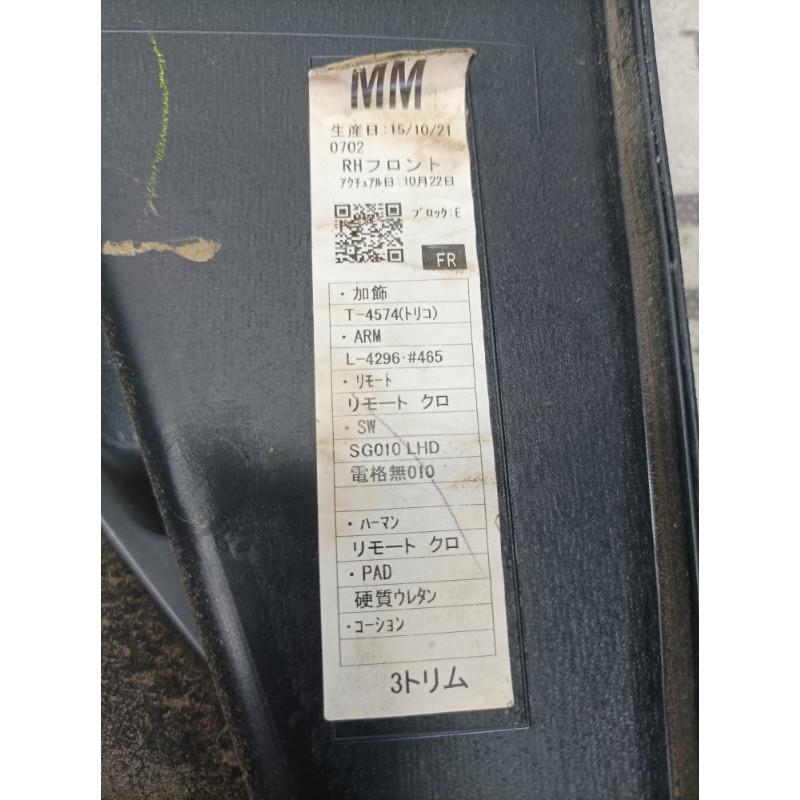 MM
生産日:15/10/21
0702
RHフロント
アクチュアル日:10月22日
ブロック:E
FR
・加飾
T-4574(トリコ)
・ARM
L-4296・#465
・リモート
リモート クロ
・SW
SG010 LHD
電格無010
・ハーマン
リモート クロ
・PAD
硬質ウレタン
・コーション
3トリム